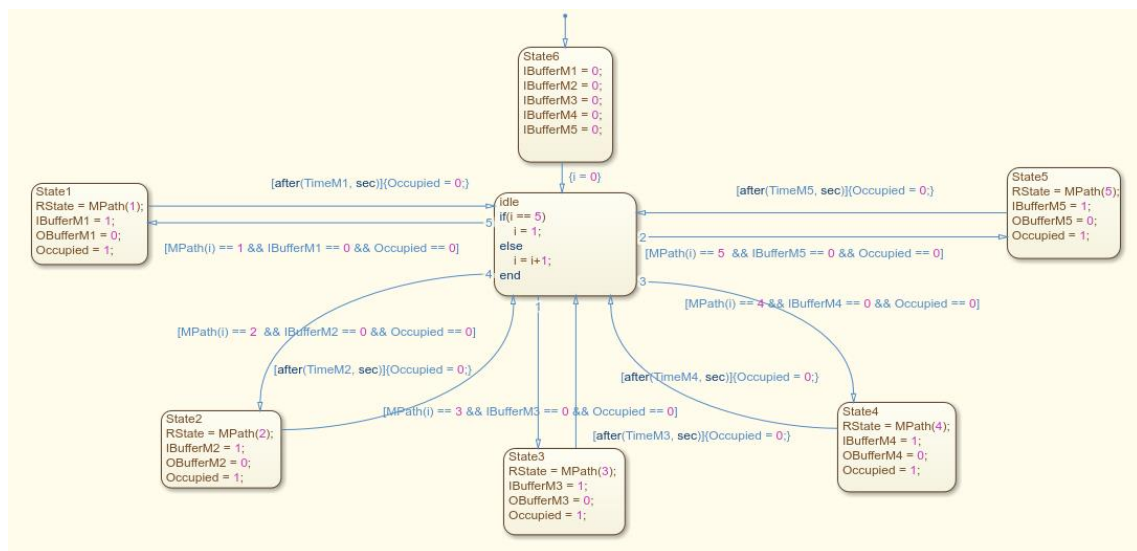 State6
IBufferM1 = 0;
IBufferM2 = 0;
IBufferM3 = 0;
IBufferM4 = 0;
IBufferM5 = 0;
{i = 0}
[after(TimeM1, sec)]{Occupied = 0;}
[after(TimeM5, sec)]{Occupied = 0;}
State1
RState = MPath(1);
IBufferM1 = 1;
OBufferM1 = 0;
Occupied = 1;
idle
if(i == 5)
i = 1;
else
i = i+1;
end
State5
RState = MPath(5);
IBufferM5 = 1;
OBufferM5 = 0;
Occupied = 1;
5
2
[MPath(i) == 1 && IBufferM1 == 0 && Occupied == 0]
[MPath(i) == 5 && IBufferM5 == 0 && Occupied == 0]
4
3
1
[MPath(i) == 4 && IBufferM4 == 0 && Occupied == 0]
[MPath(i) == 2 && IBufferM2 == 0 && Occupied == 0]
[after(TimeM2, sec)]{Occupied = 0;}
[after(TimeM4, sec)]{Occupied = 0;}
[MPath(i) == 3 && IBufferM3 == 0 && Occupied == 0]
[after(TimeM3, sec)]{Occupied = 0;}
State2
RState = MPath(2);
IBufferM2 = 1;
OBufferM2 = 0;
Occupied = 1;
State3
RState = MPath(3);
IBufferM3 = 1;
OBufferM3 = 0;
Occupied = 1;
State4
RState = MPath(4);
IBufferM4 = 1;
OBufferM4 = 0;
Occupied = 1;